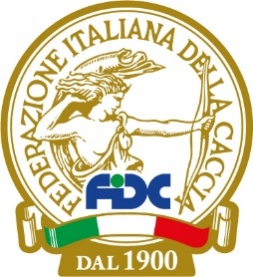 FEDERAZIONE ITALIANA DELLA CACCIA
FIDC
DAL 1900